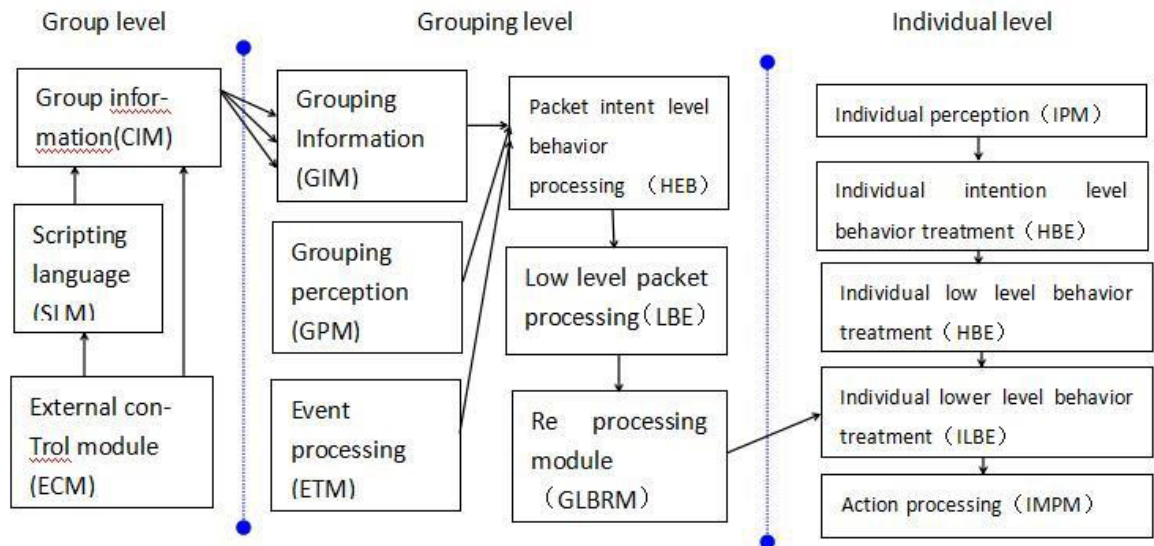 Group level
Grouping level
Individual level
Group infor-
mation(CIM)
Scripting
language
(SLM)
External con-
Trol module
(ECM)
Grouping
Information
(GIM)
Grouping
perception
(GPM)
Event
processing
(ETM)
Packet intent level
behavior
processing （HEB）
Low level packet
processing(LBE）
Re processing
module
（GLBRM）
Individual perception（IPM）
Individual intention level
behavior treatment（HBE）
Individual low level behavior
treatment（HBE）
Individual lower level behavior
treatment（ILBE）
Action processing（IMPM）